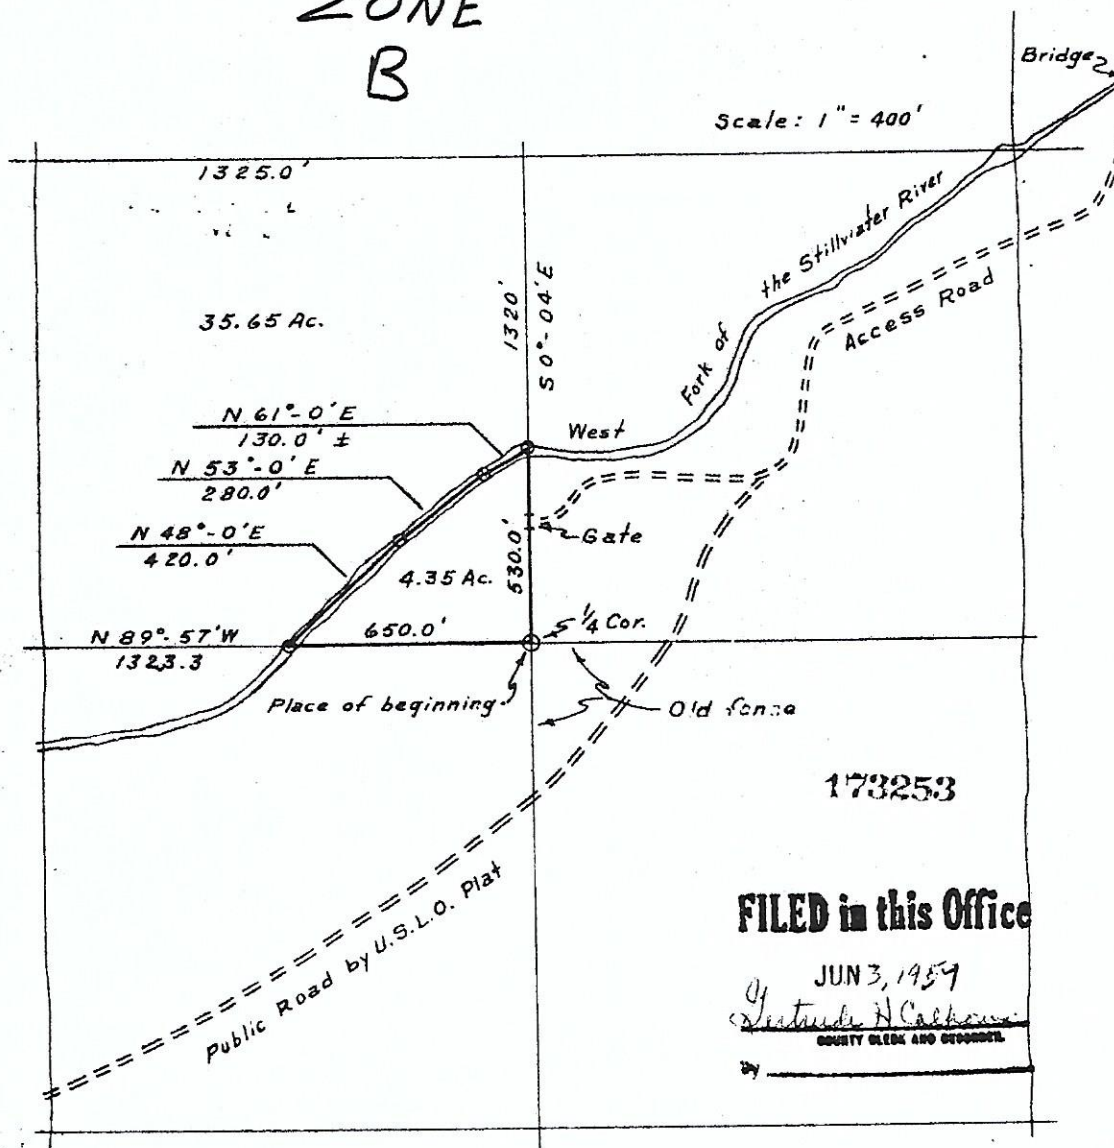 ZONE
B
Bridge
Scale: 1" = 400'
1325.0'
the Stillwater River
1320'
S 0°-04' E
Access Road
35.65 Ac.
Fork of
N 61°-0' E
130.0' ±
West
N 53°-0' E
280.0'
Gate
N 48°-0' E
420.0'
530.0'
4.35 Ac.
1/4 Cor.
650.0'
N 89°-57' W
1323.3
Place of beginning
Old fence
173253
Public Road by U.S.L.O. Plat
FILED in this Office
JUN 3, 1959
Gertrude H Calhoun
COUNTY CLERK AND RECORDER
By